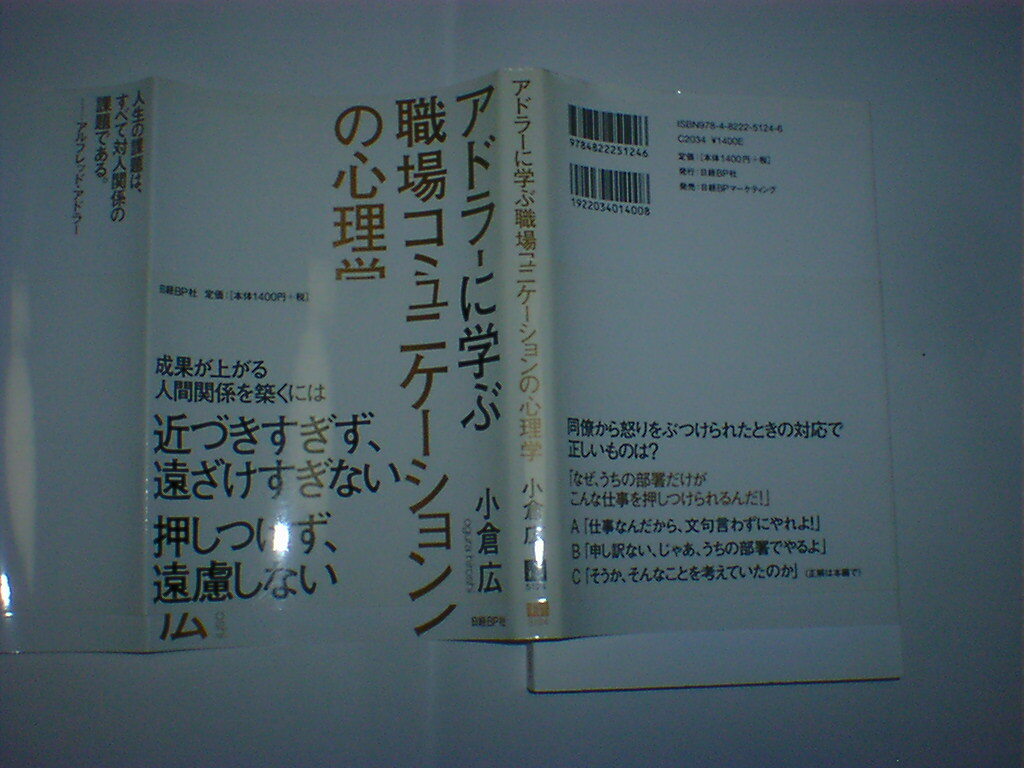 人生の課題は、
すべて対人関係の
課題である。
──アルフレッド・アドラー
アドラーに学ぶ
職場コミュニケーション
の心理学
小倉広
日経BP社
日経BP社 定価:[本体1400円+税]
成果が上がる
人間関係を築くには
近づきすぎず、
遠ざけすぎない
押しつけず、
遠慮しない
広
アドラーに学ぶ職場コミュニケーションの心理学 小倉広
9784822251246
1922034014008
ISBN978-4-8222-5124-6
C2034 ¥1400E
定価:[本体1400円+税]
発行:日経BP社
発売:日経BPマーケティング
同僚から怒りをぶつけられたときの対応で
正しいものは?
「なぜ、うちの部署だけが
こんな仕事を押しつけられるんだ!」
A「仕事なんだから、文句言わずにやれよ!」
B「申し訳ない、じゃあ、うちの部署でやるよ」
C「そうか、そんなことを考えていたのか」(正解は本編で)